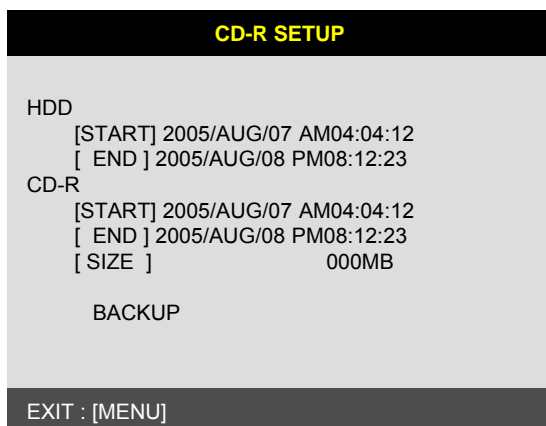 CD-R SETUP
HDD
[START] 2005/AUG/07 AM04:04:12
[ END ] 2005/AUG/08 PM08:12:23
CD-R
[START] 2005/AUG/07 AM04:04:12
[ END ] 2005/AUG/08 PM08:12:23
[ SIZE ] 000MB
BACKUP
EXIT : [MENU]